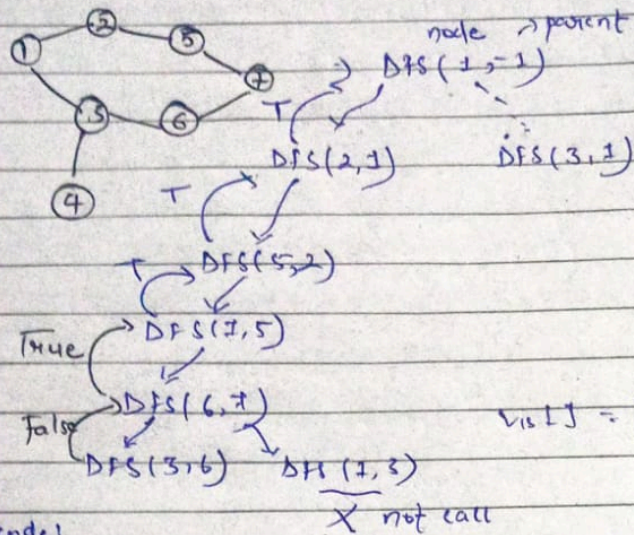 2
1
5
7
3
6
4
node → parent
DFS(1,-1)
T
DFS(2,1)
DFS(3,1)
T
DFS(5,2)
T
DFS(7,5)
True
DFS(6,7)
False
vis[] =
DFS(3,6)
DFS(1,3)
X not call